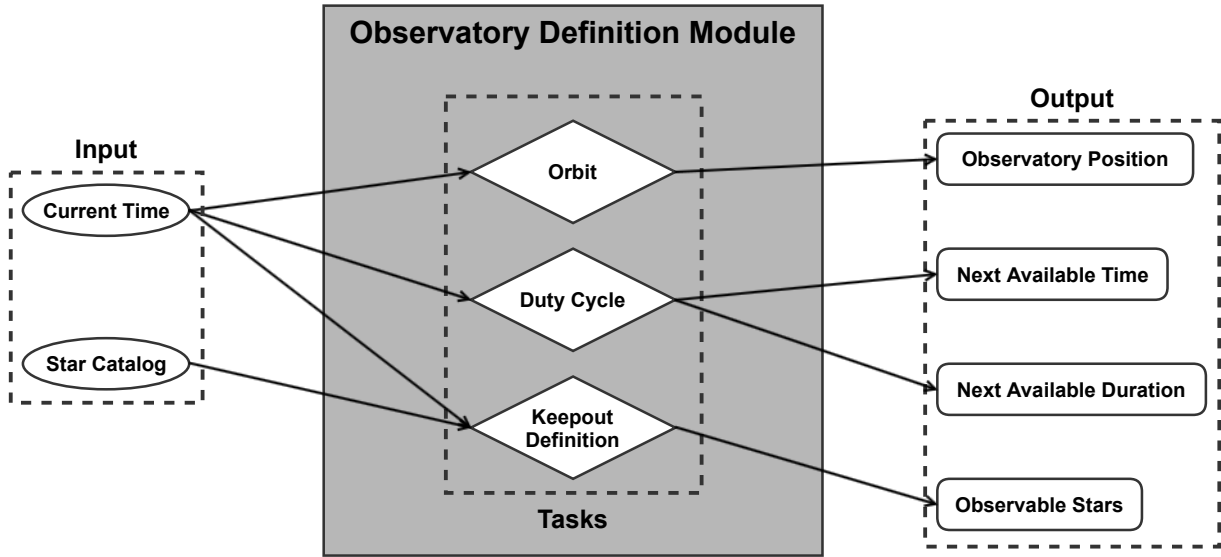 Observatory Definition Module
Input
Current Time
Star Catalog
Orbit
Duty Cycle
Keepout
Definition
Tasks
Output
Observatory Position
Next Available Time
Next Available Duration
Observable Stars